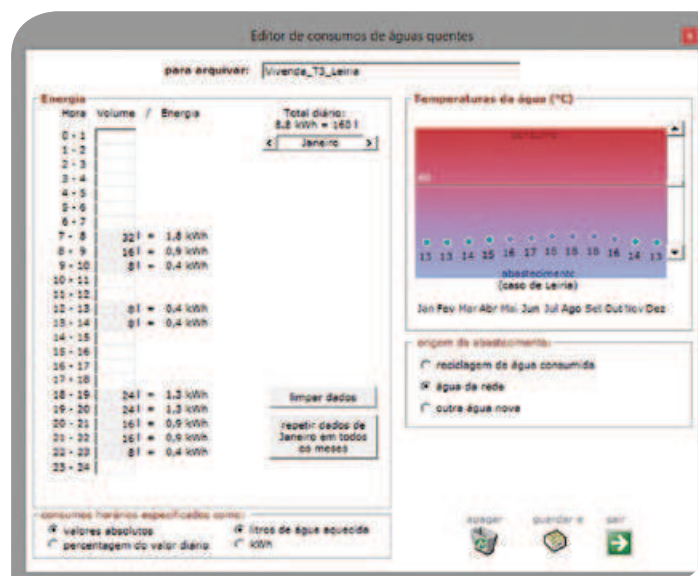 Editor de consumos de águas quentes
para arquivar: Vivenda_T3_Leiria
Energia
Hora Volume / Energia
Total diário:
8.8 kWh = 160 l
< Janeiro >
0 - 1
1 - 2
2 - 3
3 - 4
4 - 5
5 - 6
6 - 7
7 - 8 32 l = 1,8 kWh
8 - 9 16 l = 0,9 kWh
9 - 10 8 l = 0,4 kWh
10 - 11
11 - 12
12 - 13 8 l = 0,4 kWh
13 - 14 8 l = 0,4 kWh
14 - 15
15 - 16
16 - 17
17 - 18
18 - 19 24 l = 1,3 kWh
19 - 20 24 l = 1,3 kWh
20 - 21 16 l = 0,9 kWh
21 - 22 16 l = 0,9 kWh
22 - 23 8 l = 0,4 kWh
23 - 24
limpar dados
repetir dados de
Janeiro em todos
os meses
consumos horários especificados como:
valores absolutos
percentagem do valor diário
litros de água aquecida
kWh
Temperaturas da água (°C)
consumo
60
13 13 14 15 16 17 18 18 18 16 14 13
abastecimento
(caso de Leiria)
Jan Fev Mar Abr Mai Jun Jul Ago Set Out Nov Dez
origem do abastecimento:
reciclagem de água consumida
água da rede
outra água nova
apagar
guardar e
sair